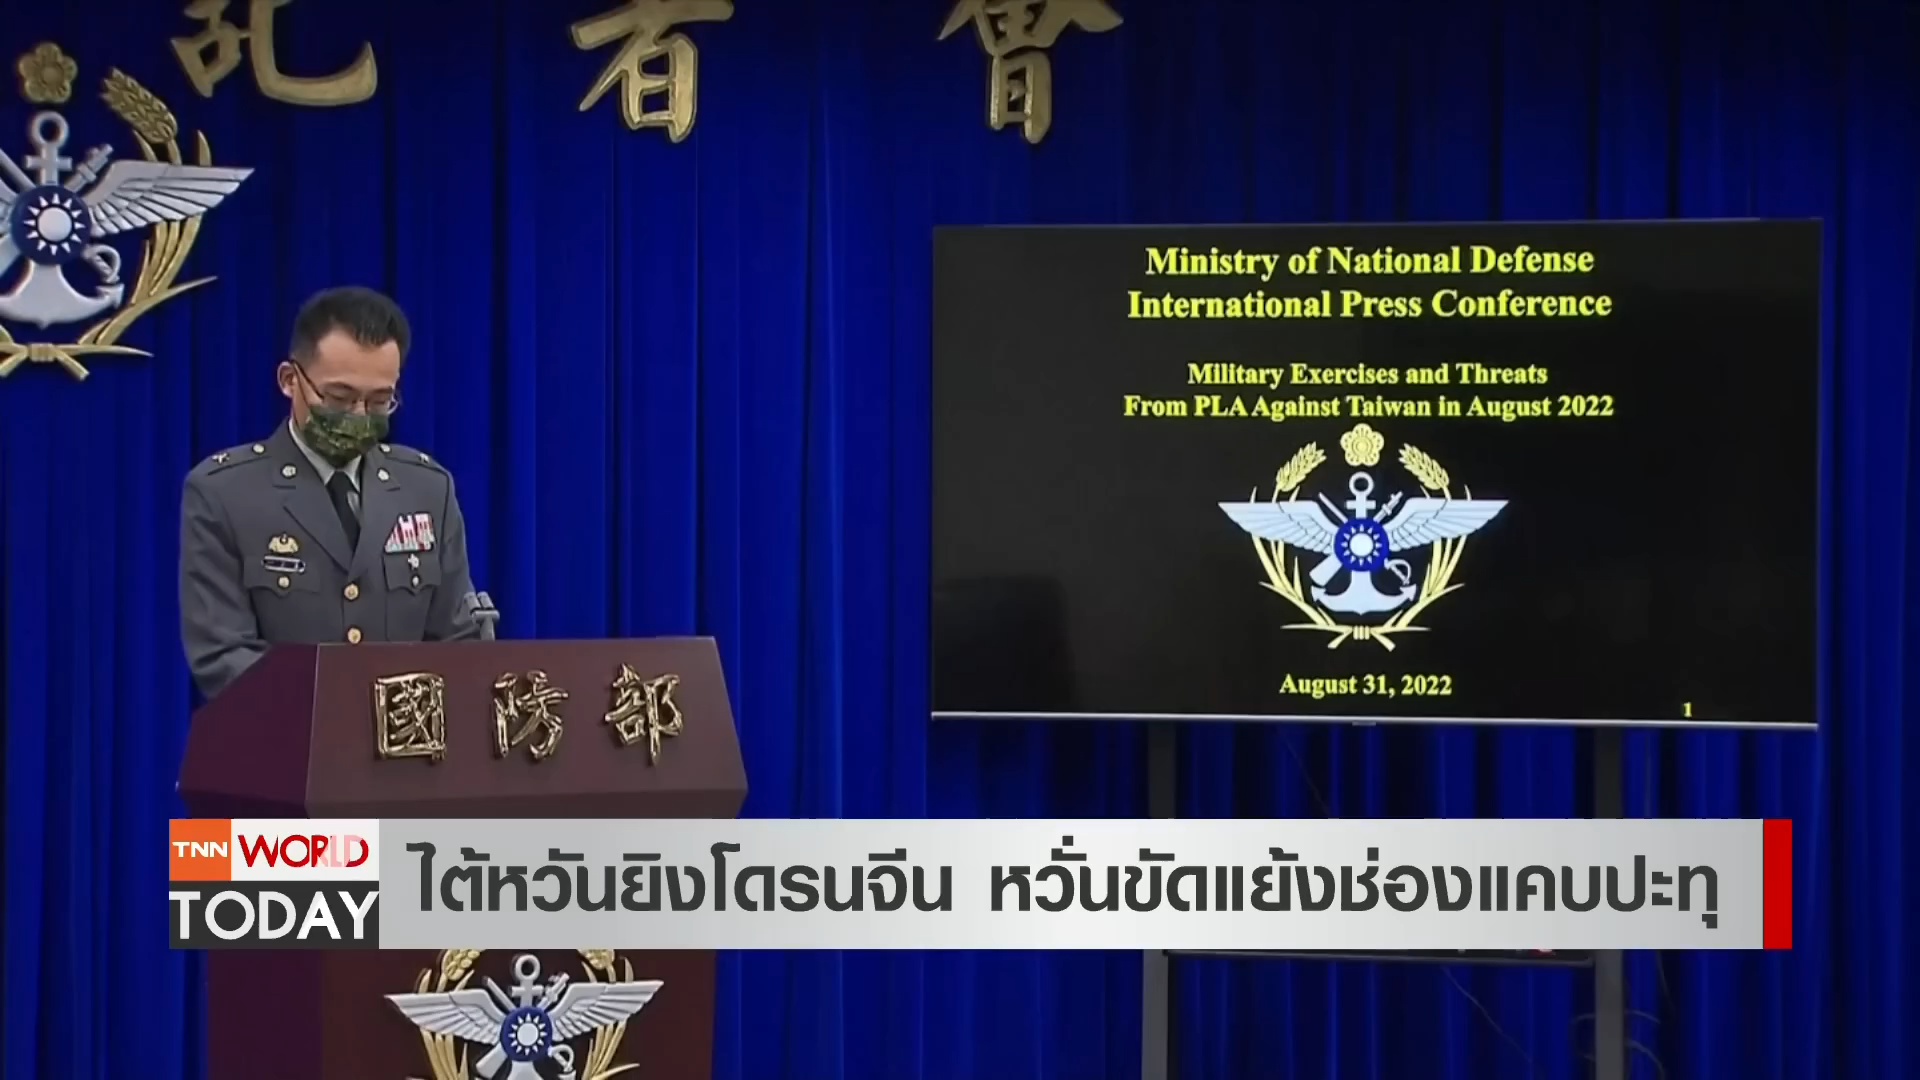 記者會
Ministry of National Defense
International Press Conference
Military Exercises and Threats
From PLA Against Taiwan in August 2022
August 31, 2022
1
國防部
TNN WORLD
TODAY
ไต้หวันยิงโดรนจีน หวั่นขัดแย้งช่องแคบปะทุ